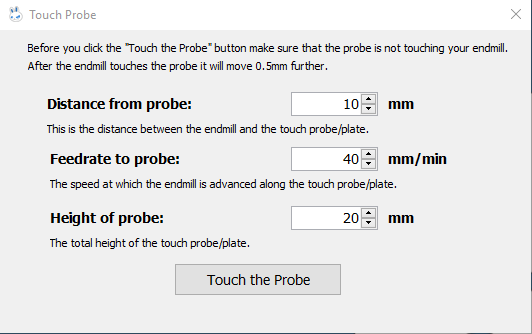 Touch Probe
Before you click the "Touch the Probe" button make sure that the probe is not touching your endmill.
After the endmill touches the probe it will move 0.5mm further.
Distance from probe: 10 mm
This is the distance between the endmill and the touch probe/plate.
Feedrate to probe: 40 mm/min
The speed at which the endmill is advanced along the touch probe/plate.
Height of probe: 20 mm
The total height of the touch probe/plate.
Touch the Probe